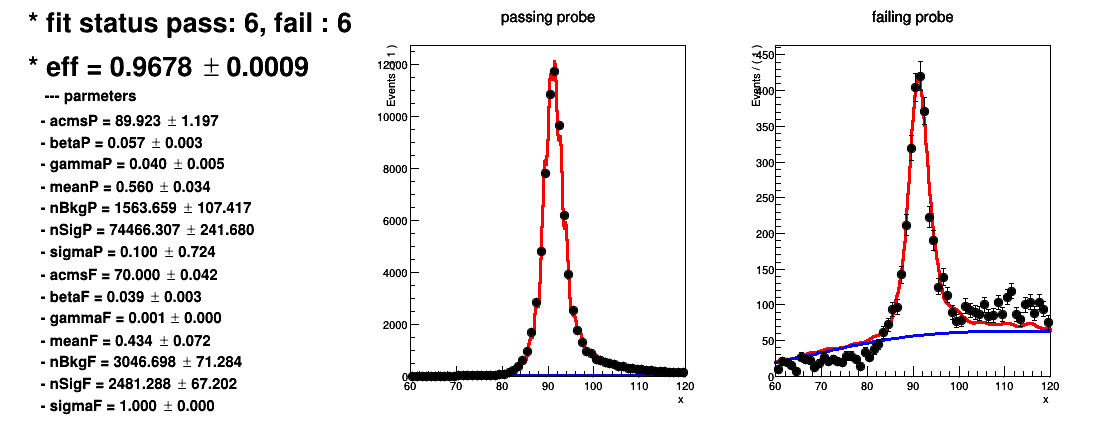 * fit status pass: 6, fail : 6
* eff = 0.9678 ± 0.0009
--- parmeters
- acmsP = 89.923 ± 1.197
- betaP = 0.057 ± 0.003
- gammaP = 0.040 ± 0.005
- meanP = 0.560 ± 0.034
- nBkgP = 1563.659 ± 107.417
- nSigP = 74466.307 ± 241.680
- sigmaP = 0.100 ± 0.724
- acmsF = 70.000 ± 0.042
- betaF = 0.039 ± 0.003
- gammaF = 0.001 ± 0.000
- meanF = 0.434 ± 0.072
- nBkgF = 3046.698 ± 71.284
- nSigF = 2481.288 ± 67.202
- sigmaF = 1.000 ± 0.000
passing probe
Events / ( 1 )
12000
10000
8000
6000
4000
2000
0
60 70 80 90 100 110 120
x
failing probe
Events / ( 1 )
450
400
350
300
250
200
150
100
50
0
60 70 80 90 100 110 120
x